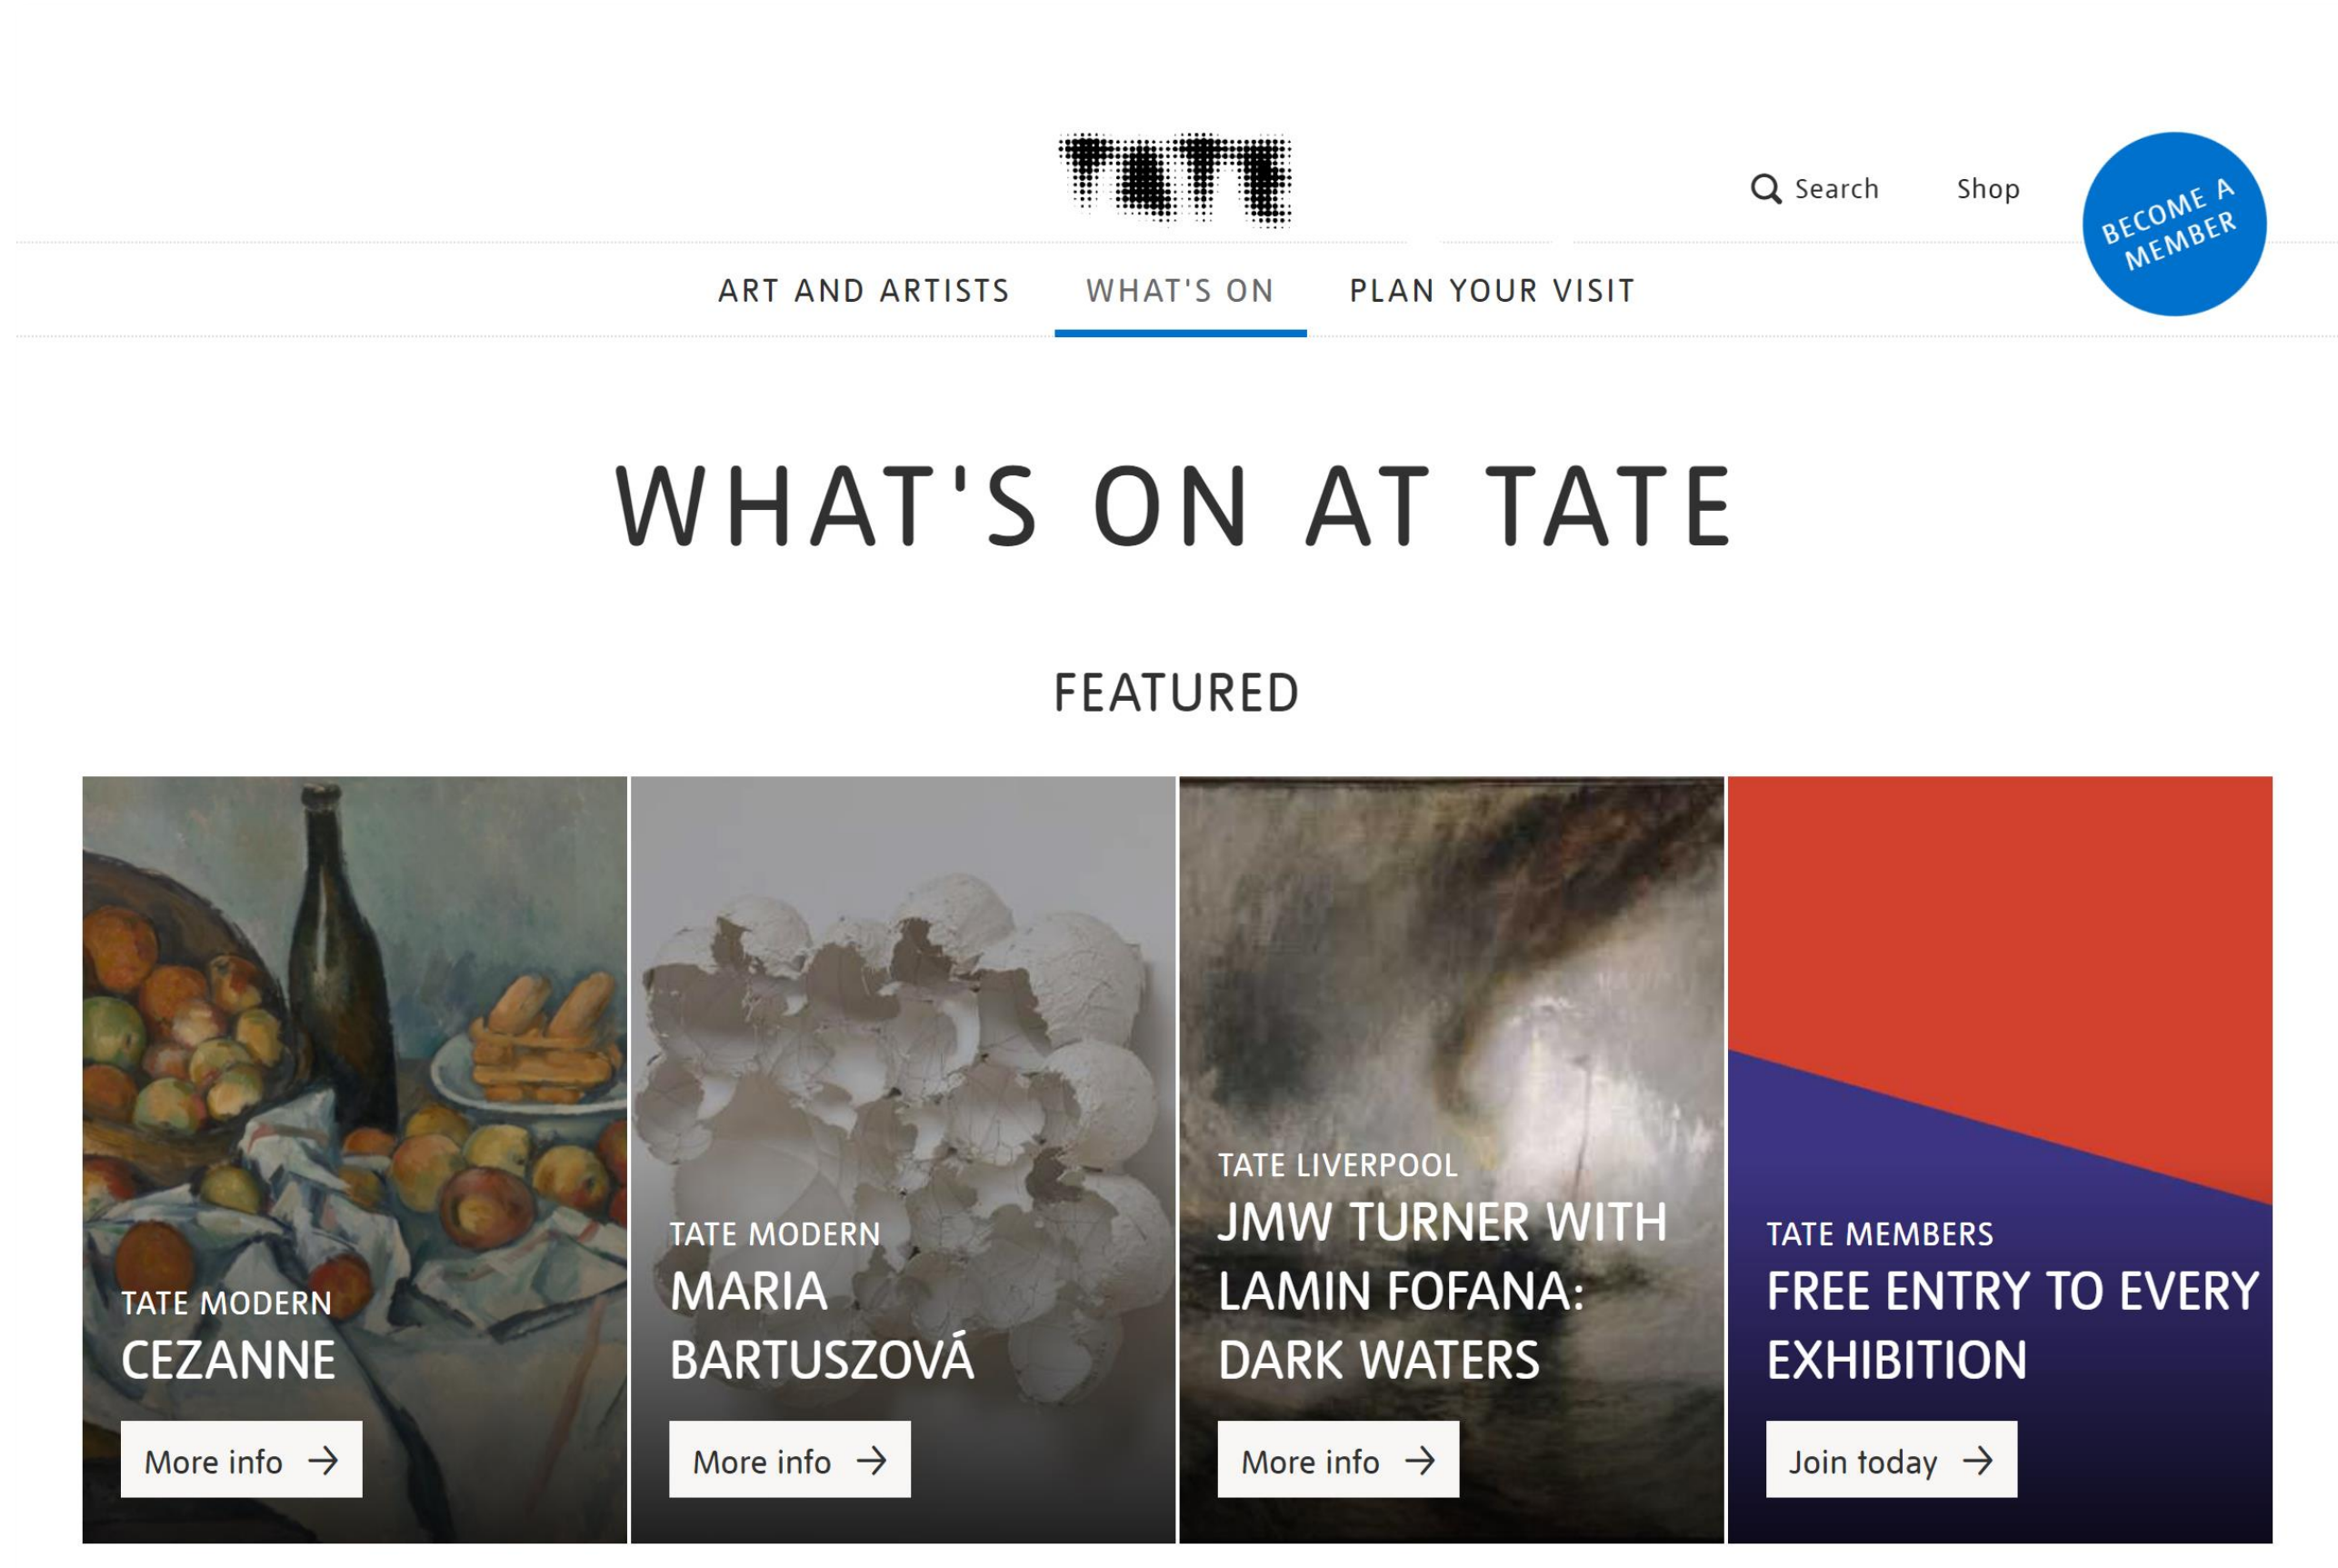 TATE
Search
Shop
BECOME A
MEMBER
ART AND ARTISTS
WHAT'S ON
PLAN YOUR VISIT
WHAT'S ON AT TATE
FEATURED
TATE MODERN
CEZANNE
More info
TATE MODERN
MARIA
BARTUSZOVÁ
More info
TATE LIVERPOOL
JMW TURNER WITH
LAMIN FOFANA:
DARK WATERS
More info
TATE MEMBERS
FREE ENTRY TO EVERY
EXHIBITION
Join today